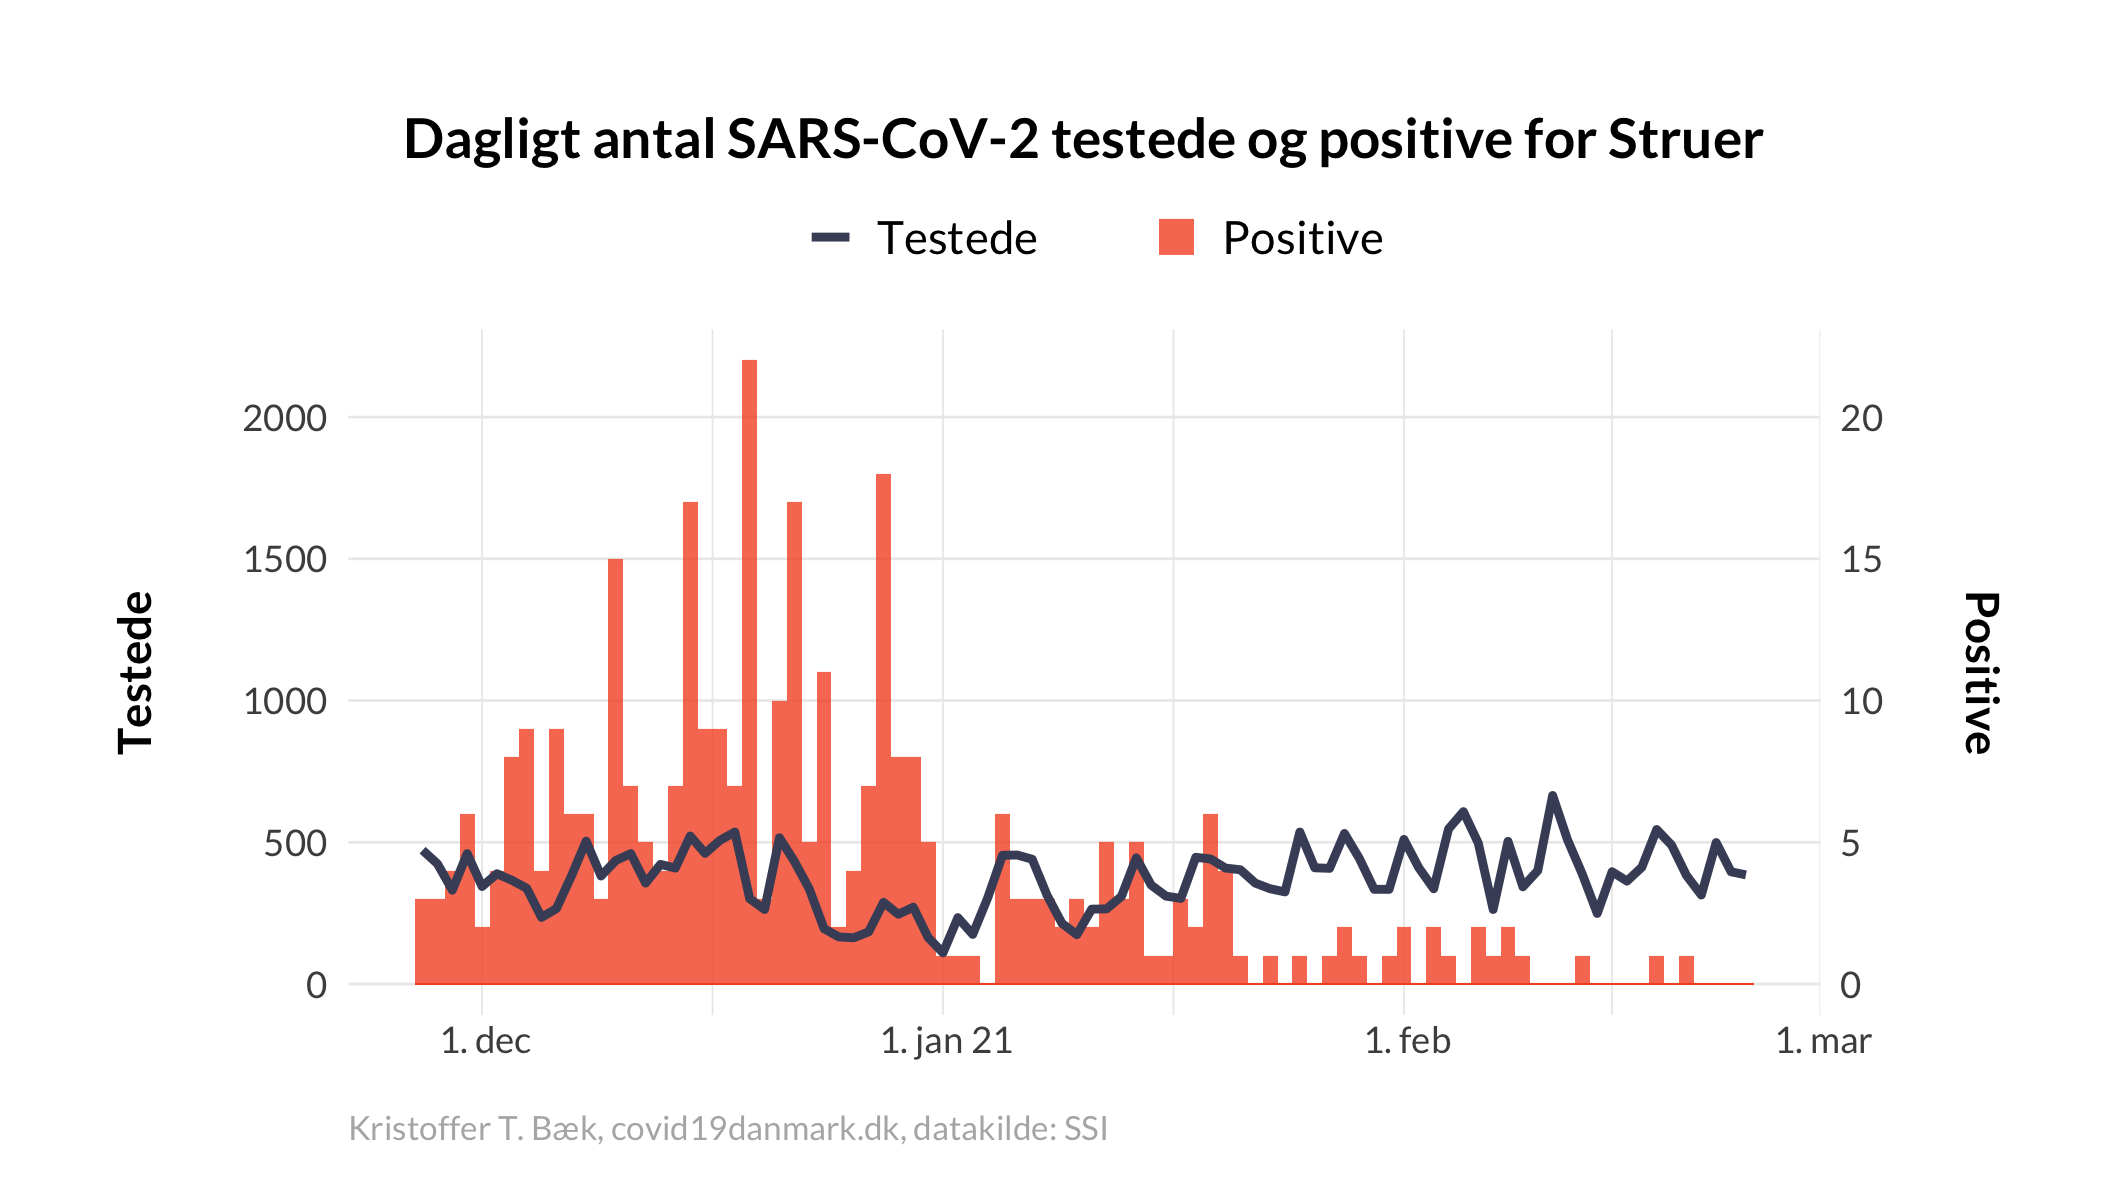 Dagligt antal SARS-CoV-2 testede og positive for Struer
Testede
Positive
2000
1500
1000
500
0
Testede
20
15
10
5
0
Positive
1. dec
1. jan 21
1. feb
1. mar
Kristoffer T. Bæk, covid19danmark.dk, datakilde: SSI